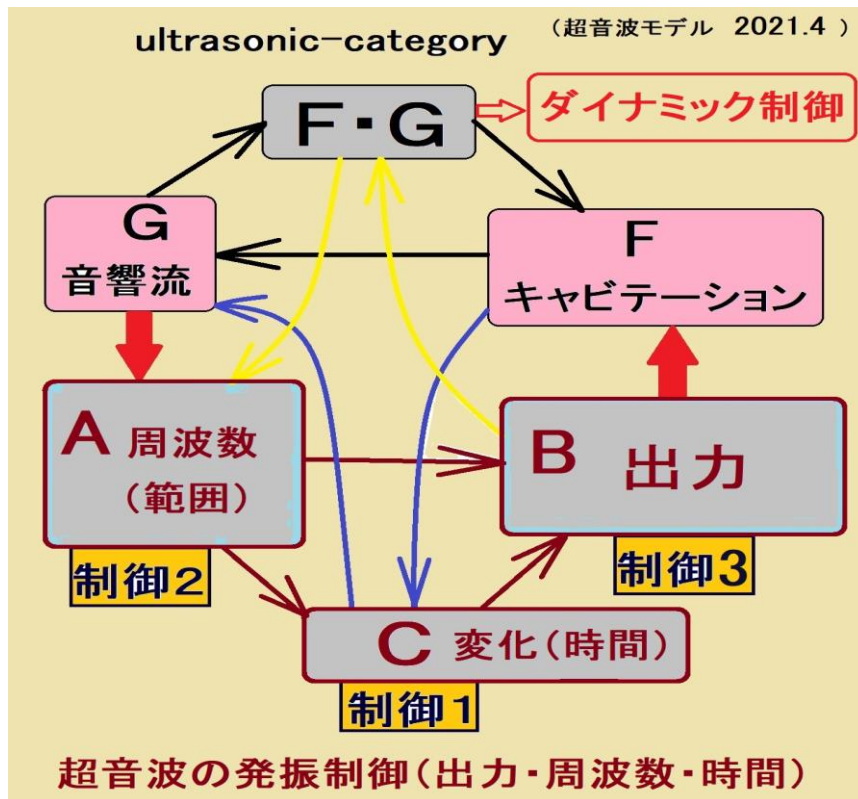 ultrasonic-category
(超音波モデル 2021.4 )
F・G
ダイナミック制御
G
音響流
F
キャビテーション
A 周波数
(範囲)
制御2
B 出力
制御3
C 変化(時間)
制御1
超音波の発振制御(出力・周波数・時間)